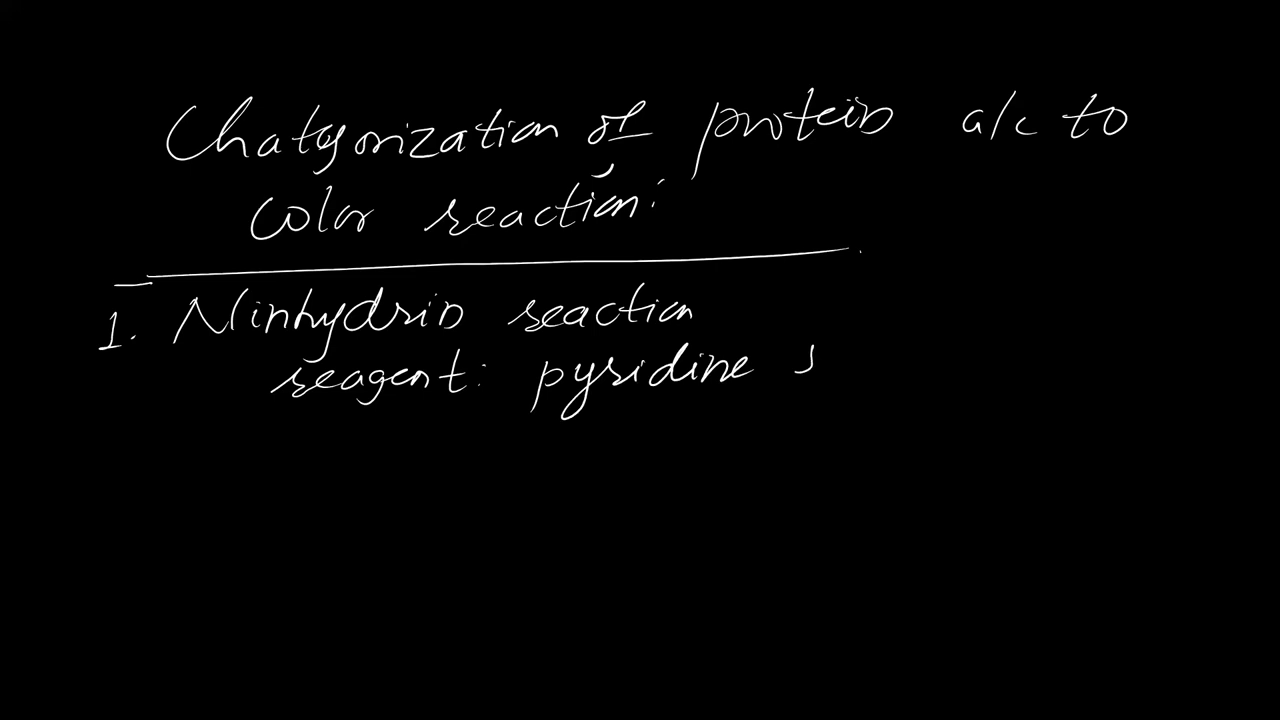 Chategorization of protein a/c to
color reaction:
1. Ninhydrin reaction
reagent: pyridine